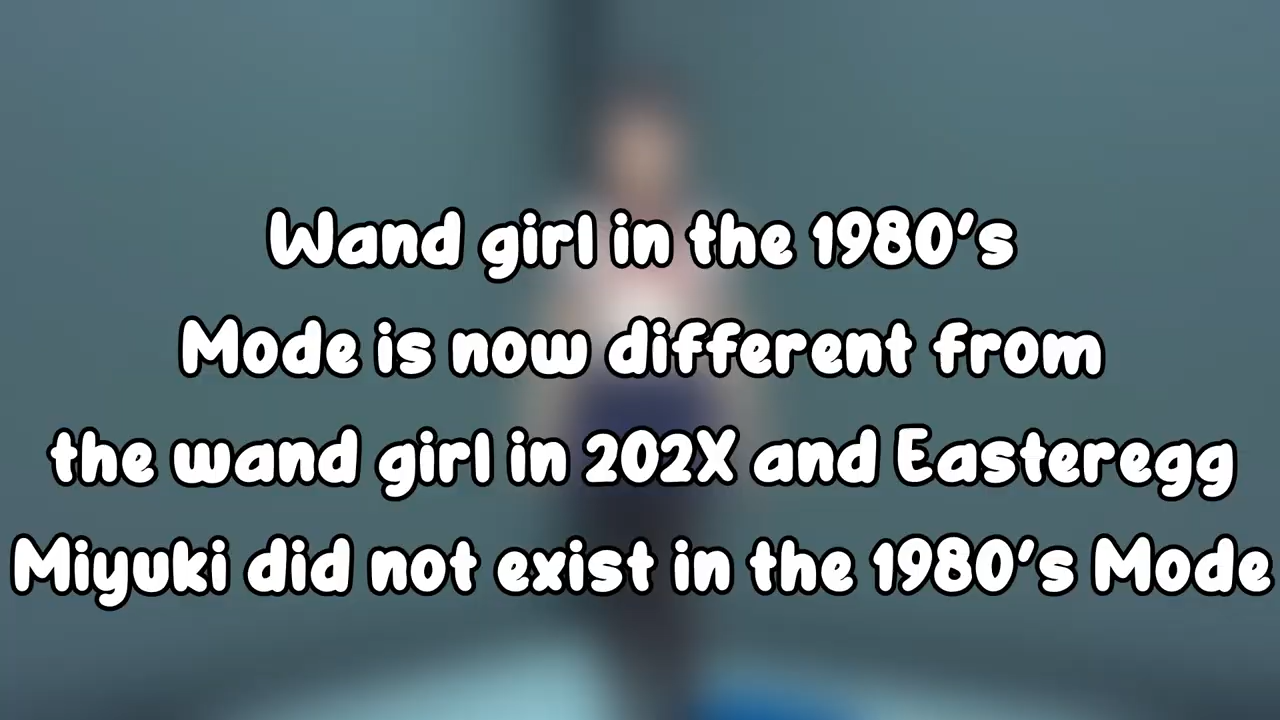 Wand girl in the 1980's
Mode is now different from
the wand girl in 202X and Easteregg
Miyuki did not exist in the 1980's Mode